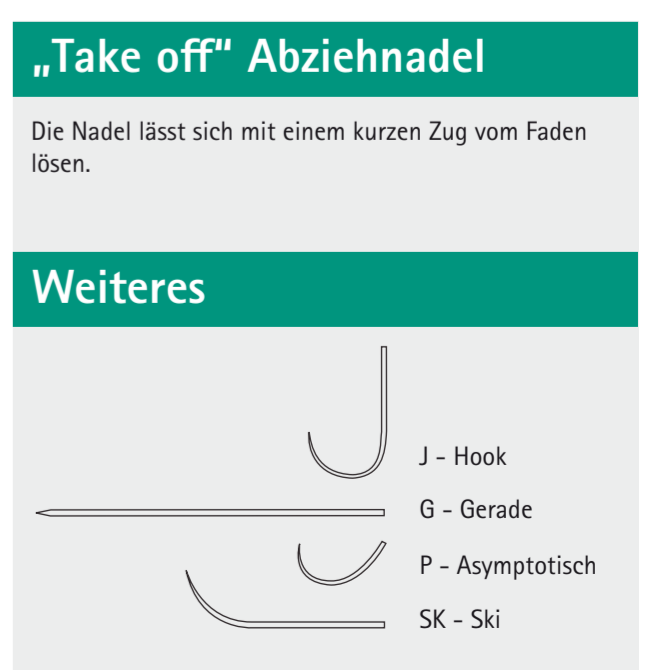 „Take off“ Abziehnadel
Die Nadel lässt sich mit einem kurzen Zug vom Faden
lösen.
Weiteres
J - Hook
G - Gerade
P - Asymptotisch
SK - Ski